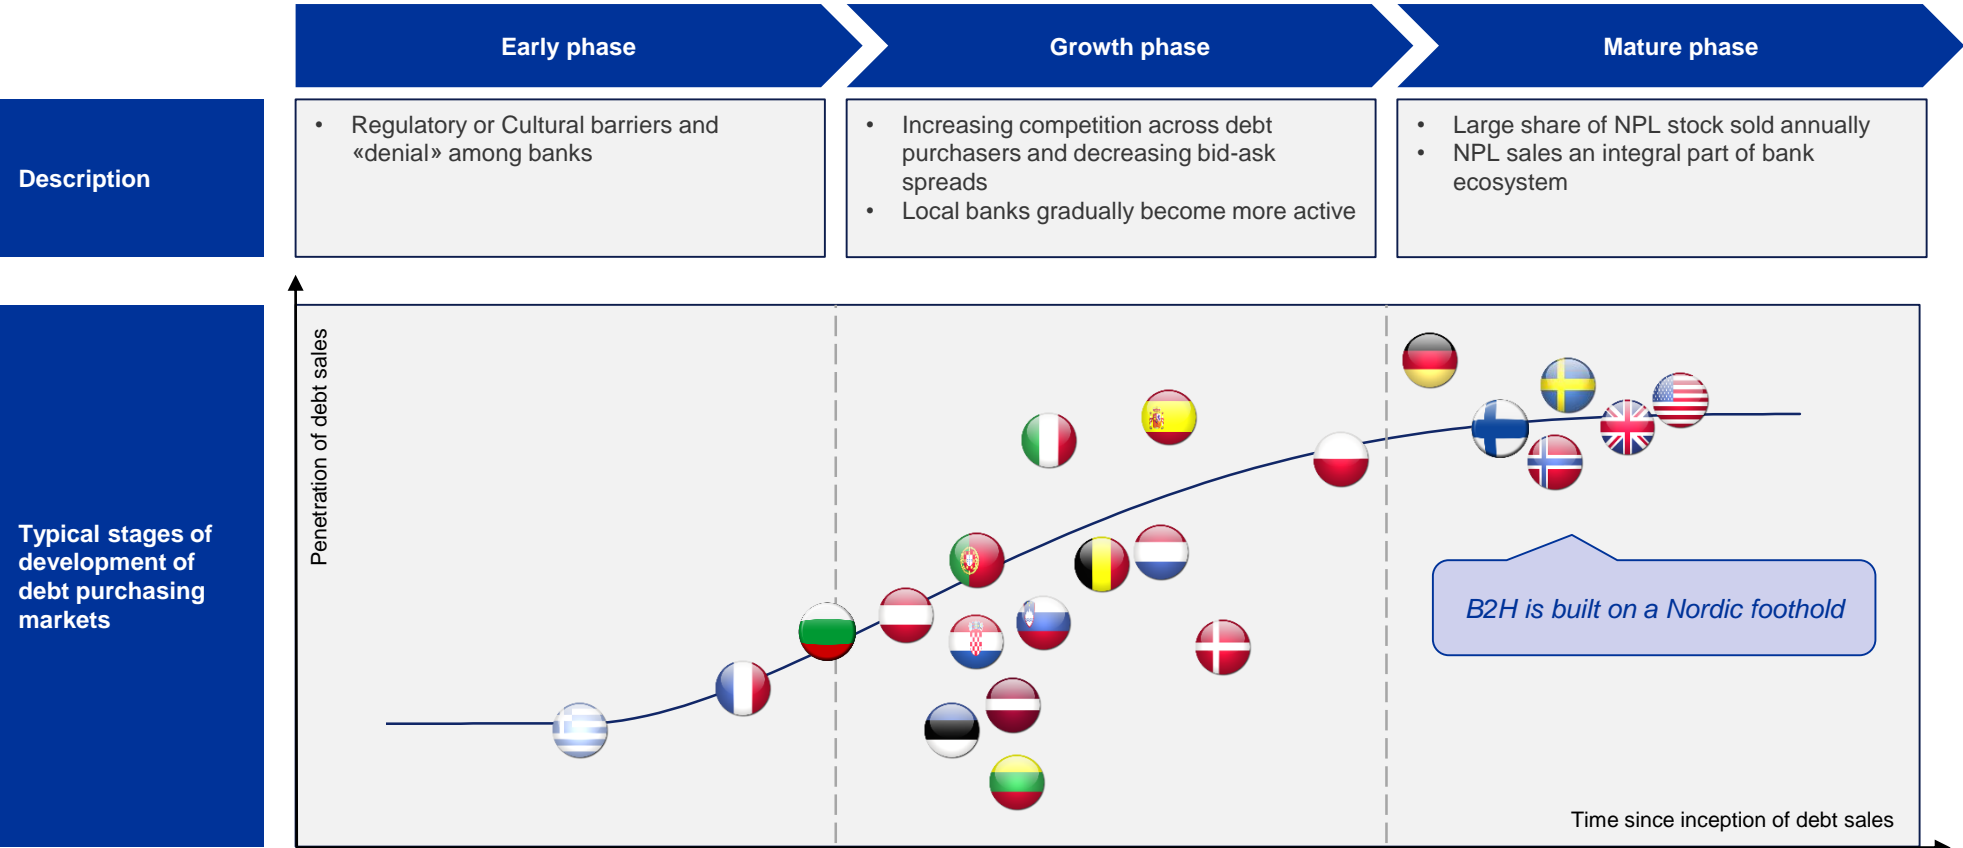 Early phase
Growth phase
Mature phase
Description
• Regulatory or Cultural barriers and
«denial» among banks
• Increasing competition across debt
purchasers and decreasing bid-ask
spreads
• Local banks gradually become more active
• Large share of NPL stock sold annually
• NPL sales an integral part of bank
ecosystem
Typical stages of
development of
debt purchasing
markets
Penetration of debt sales
B2H is built on a Nordic foothold
Time since inception of debt sales